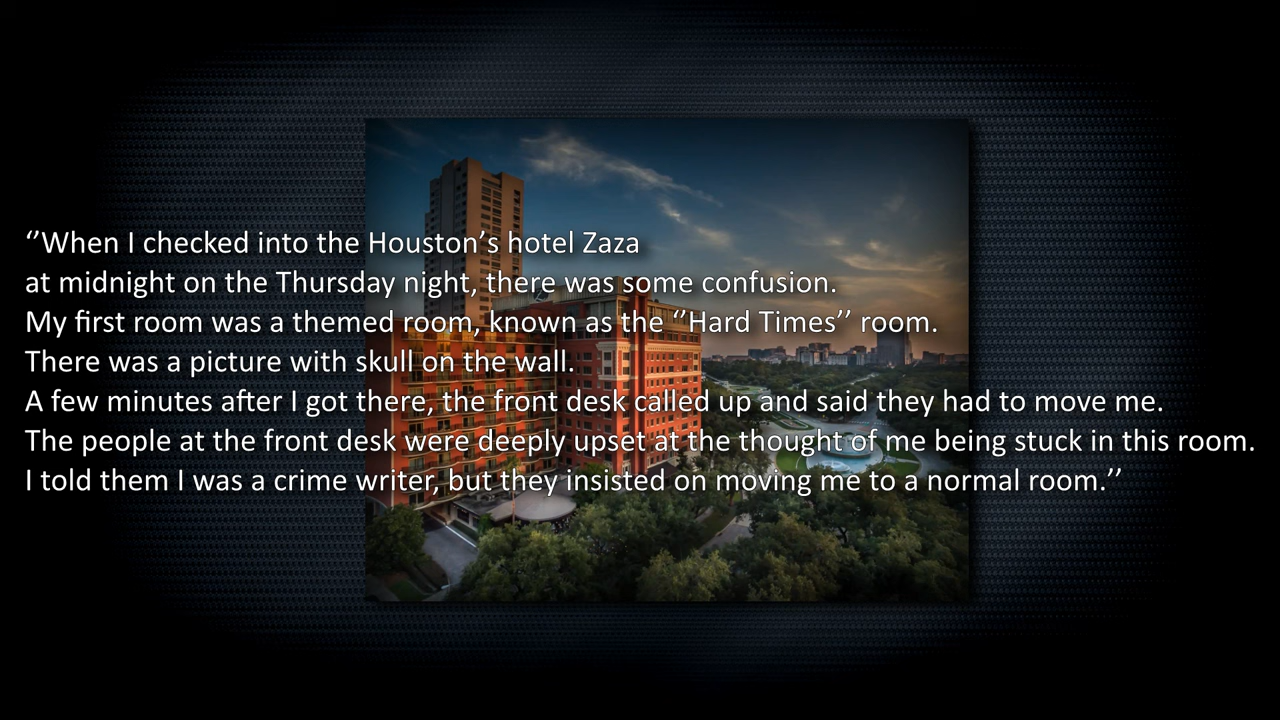 ‘’When I checked into the Houston’s hotel Zaza
at midnight on the Thursday night, there was some confusion.
My first room was a themed room, known as the ‘’Hard Times’’ room.
There was a picture with skull on the wall.
A few minutes after I got there, the front desk called up and said they had to move me.
The people at the front desk were deeply upset at the thought of me being stuck in this room.
I told them I was a crime writer, but they insisted on moving me to a normal room.’’